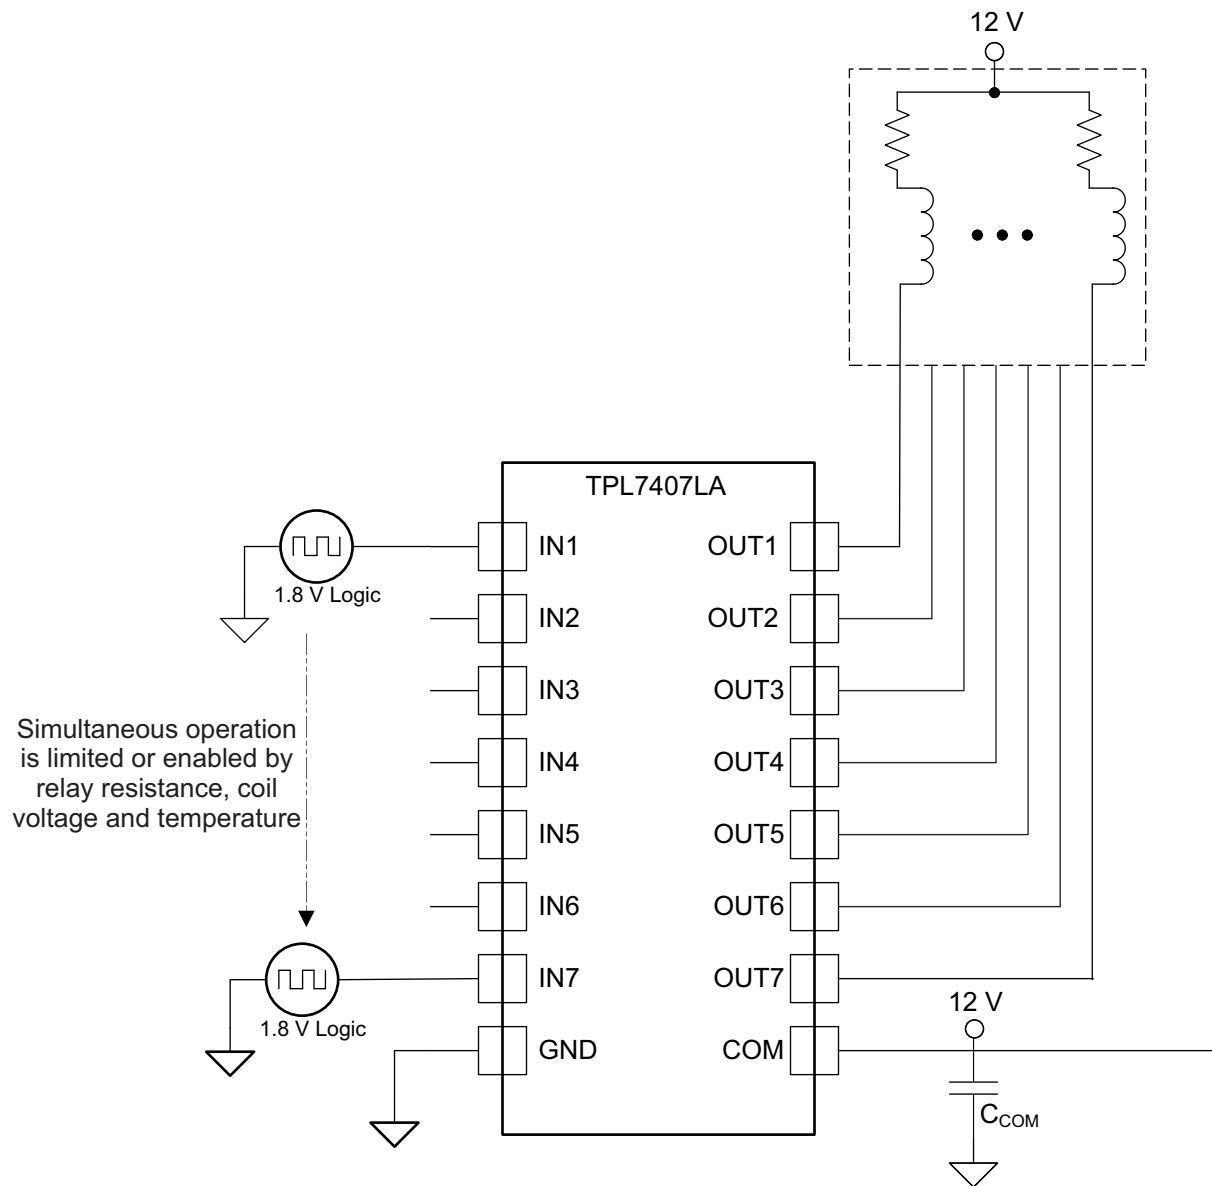 12 V
TPL7407LA
IN1
OUT1
1.8 V Logic
IN2
OUT2
IN3
OUT3
Simultaneous operation
is limited or enabled by
relay resistance, coil
voltage and temperature
IN4
OUT4
IN5
OUT5
IN6
OUT6
IN7
OUT7
1.8 V Logic
12 V
GND
COM
CCOM